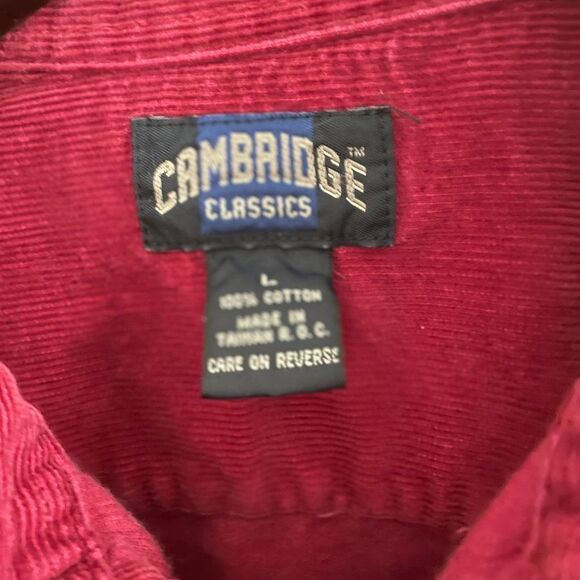 CAMBRIDGE™
CLASSICS
L
100% COTTON
MADE IN
TAIWAN R.O.C.
CARE ON REVERSE